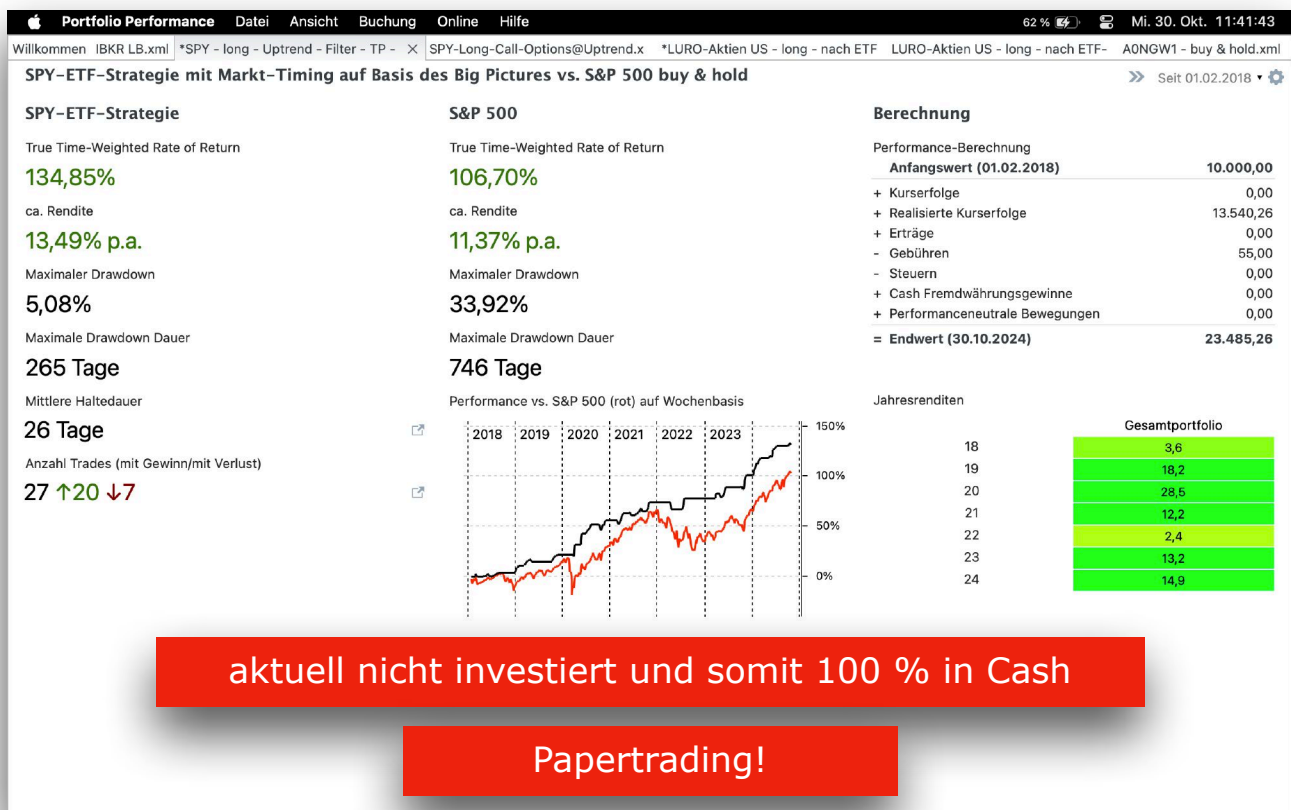 Portfolio Performance Datei Ansicht Buchung Online Hilfe 62 % Mi. 30. Okt. 11:41:43
Willkommen IBKR LB.xml *SPY - long - Uptrend - Filter - TP - × SPY-Long-Call-Options@Uptrend.x *LURO-Aktien US - long - nach ETF LURO-Aktien US - long - nach ETF- A0NGW1 - buy & hold.xml
SPY-ETF-Strategie mit Markt-Timing auf Basis des Big Pictures vs. S&P 500 buy & hold
Seit 01.02.2018
SPY-ETF-Strategie
True Time-Weighted Rate of Return
134,85%
ca. Rendite
13,49% p.a.
Maximaler Drawdown
5,08%
Maximale Drawdown Dauer
265 Tage
Mittlere Haltedauer
26 Tage
Anzahl Trades (mit Gewinn/mit Verlust)
27 ↑20 ↓7
S&P 500
True Time-Weighted Rate of Return
106,70%
ca. Rendite
11,37% p.a.
Maximaler Drawdown
33,92%
Maximale Drawdown Dauer
746 Tage
Performance vs. S&P 500 (rot) auf Wochenbasis
2018 2019 2020 2021 2022 2023
150%
100%
50%
0%
Berechnung
Performance-Berechnung
Anfangswert (01.02.2018) 10.000,00
+ Kurserfolge 0,00
+ Realisierte Kurserfolge 13.540,26
+ Erträge 0,00
- Gebühren 55,00
- Steuern 0,00
+ Cash Fremdwährungsgewinne 0,00
+ Performanceneutrale Bewegungen 0,00
= Endwert (30.10.2024) 23.485,26
Jahresrenditen
Gesamtportfolio
18 3,6
19 18,2
20 28,5
21 12,2
22 2,4
23 13,2
24 14,9
aktuell nicht investiert und somit 100 % in Cash
Papertrading!